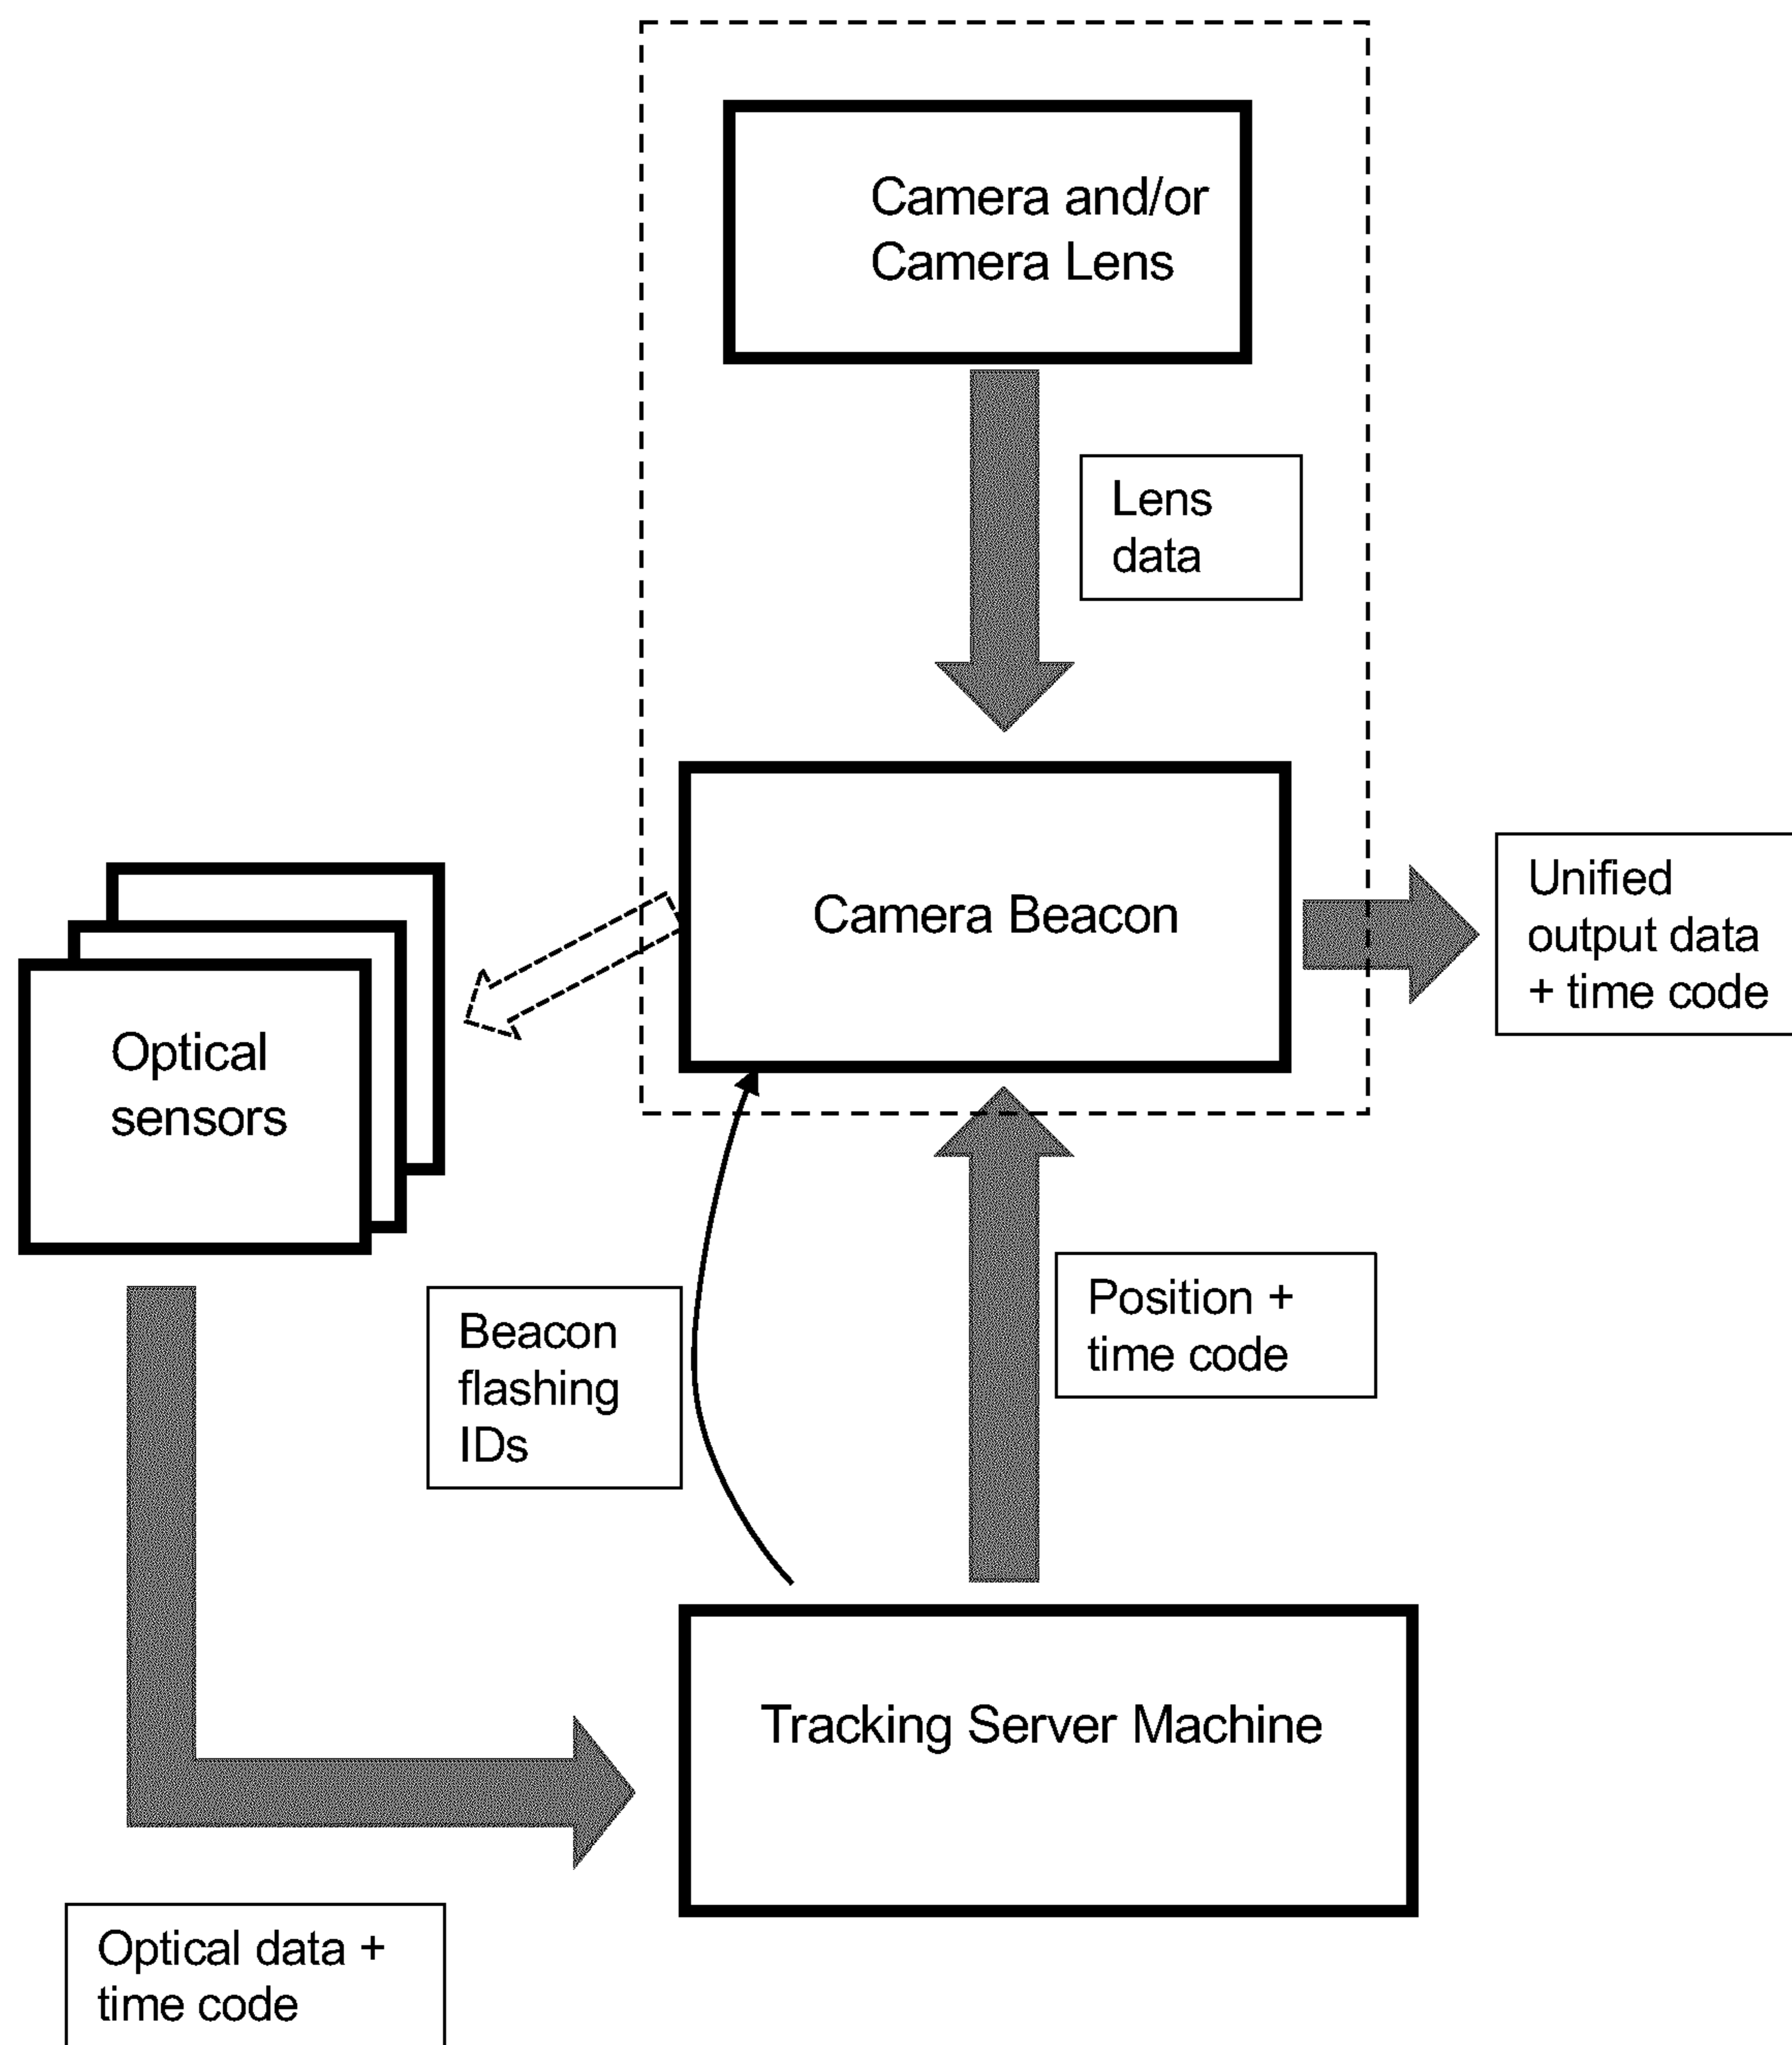 Camera and/or
Camera Lens
Lens
data
Camera Beacon
Unified
output data
+ time code
Optical
sensors
Beacon
flashing
IDs
Position +
time code
Tracking Server Machine
Optical data +
time code